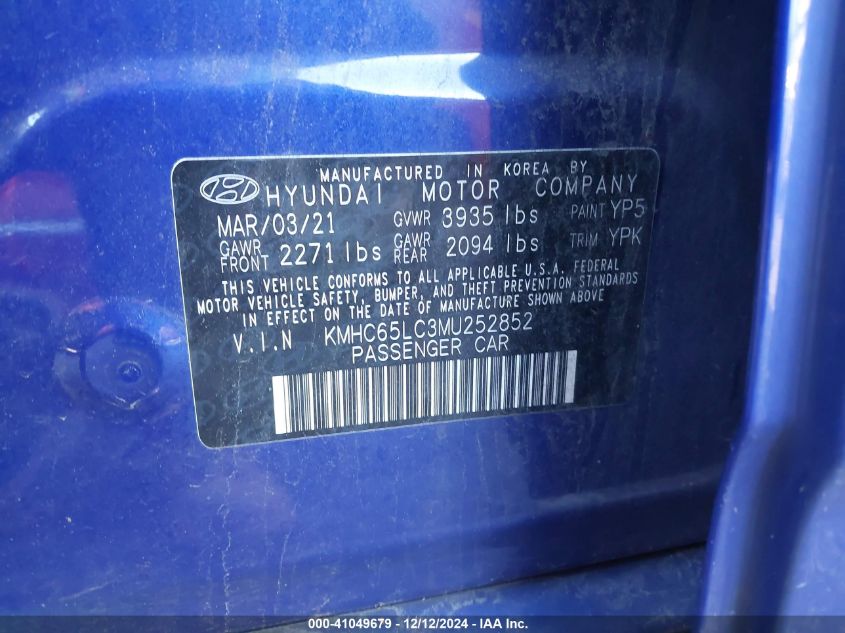 MANUFACTURED IN KOREA BY
HYUNDAI MOTOR COMPANY
MAR/03/21 GVWR 3935 lbs PAINT YP5
GAWR FRONT 2271 lbs GAWR REAR 2094 lbs TRIM YPK
THIS VEHICLE CONFORMS TO ALL APPLICABLE U.S.A. FEDERAL
MOTOR VEHICLE SAFETY, BUMPER, AND THEFT PREVENTION STANDARDS
IN EFFECT ON THE DATE OF MANUFACTURE SHOWN ABOVE
V.I.N KMHC65LC3MU252852
PASSENGER CAR
000-41049679 - 12/12/2024 - IAA Inc.